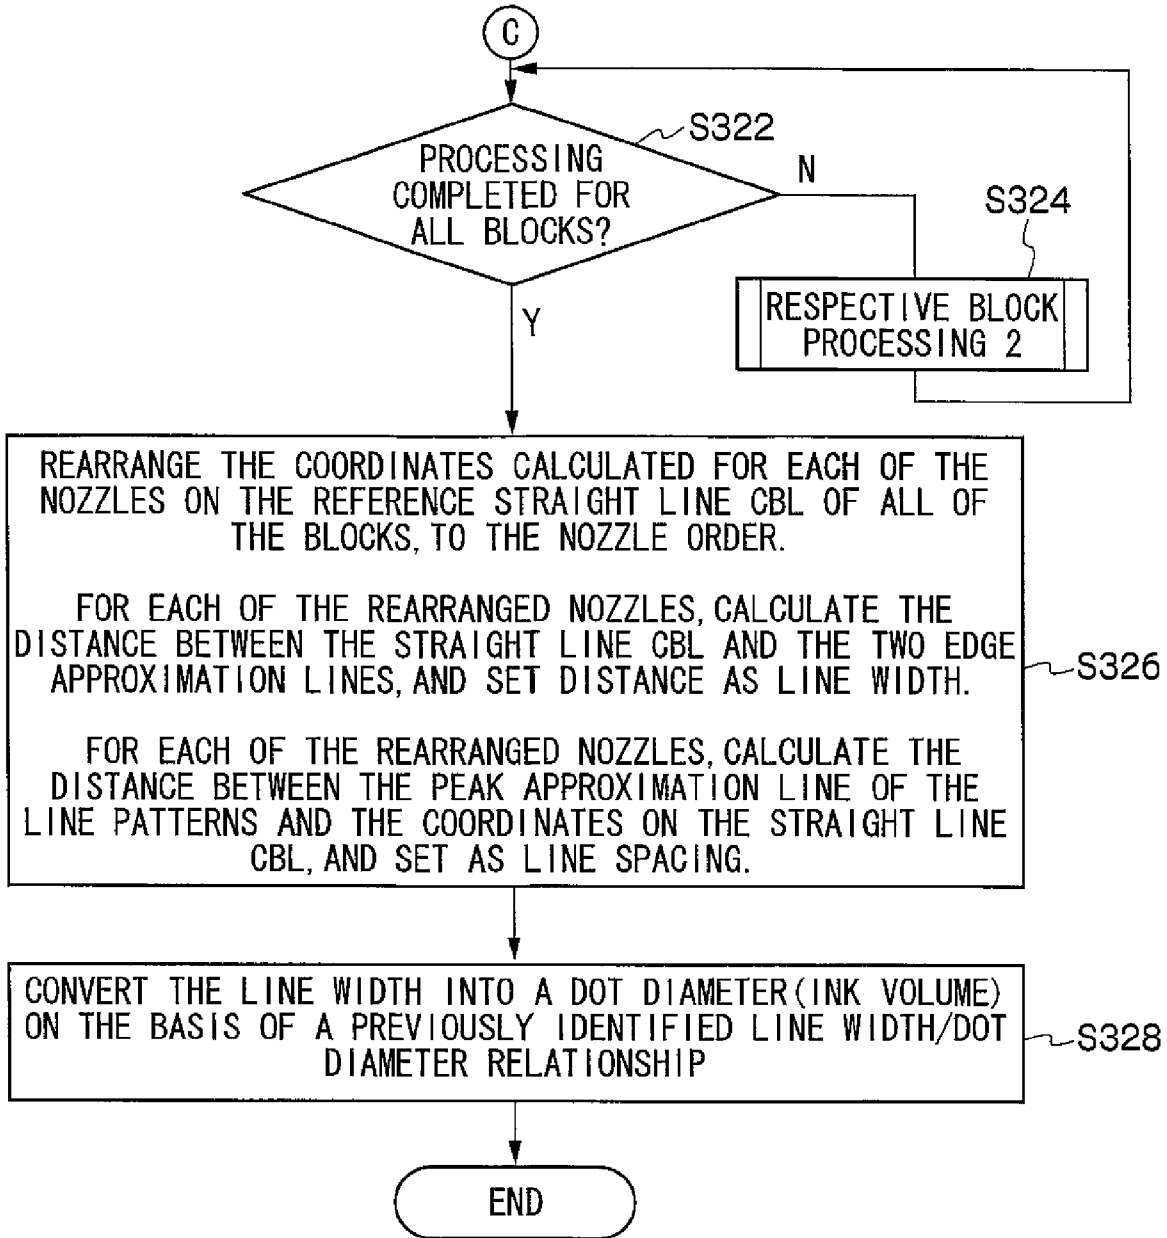 C
S322
PROCESSING
COMPLETED FOR
ALL BLOCKS?
N
S324
RESPECTIVE BLOCK
PROCESSING 2
Y
REARRANGE THE COORDINATES CALCULATED FOR EACH OF THE
NOZZLES ON THE REFERENCE STRAIGHT LINE CBL OF ALL OF
THE BLOCKS, TO THE NOZZLE ORDER.
FOR EACH OF THE REARRANGED NOZZLES, CALCULATE THE
DISTANCE BETWEEN THE STRAIGHT LINE CBL AND THE TWO EDGE
APPROXIMATION LINES, AND SET DISTANCE AS LINE WIDTH.
S326
FOR EACH OF THE REARRANGED NOZZLES, CALCULATE THE
DISTANCE BETWEEN THE PEAK APPROXIMATION LINE OF THE
LINE PATTERNS AND THE COORDINATES ON THE STRAIGHT LINE
CBL, AND SET AS LINE SPACING.
CONVERT THE LINE WIDTH INTO A DOT DIAMETER(INK VOLUME)
ON THE BASIS OF A PREVIOUSLY IDENTIFIED LINE WIDTH/DOT
DIAMETER RELATIONSHIP
S328
END